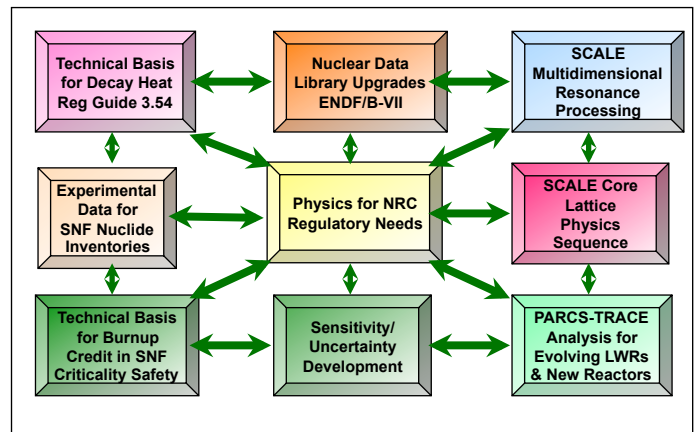 Technical Basis
for Decay Heat
Reg Guide 3.54
Nuclear Data
Library Upgrades
ENDF/B-VII
SCALE
Multidimensional
Resonance
Processing
Experimental
Data for
SNF Nuclide
Inventories
Physics for NRC
Regulatory Needs
SCALE Core
Lattice
Physics
Sequence
Technical Basis
for Burnup
Credit in SNF
Criticality Safety
Sensitivity/
Uncertainty
Development
PARCS-TRACE
Analysis for
Evolving LWRs
& New Reactors